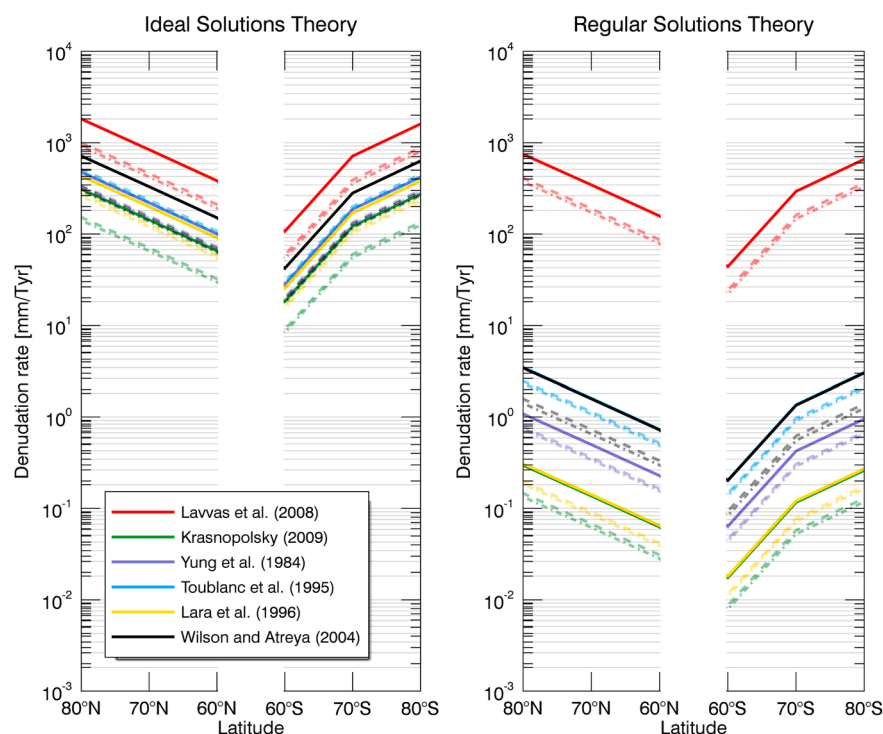 Ideal Solutions Theory
Regular Solutions Theory
Denudation rate [mm/Tyr]
10^4
10^3
10^2
10^1
10^0
10^-1
10^-2
10^-3
Lavvas et al. (2008)
Krasnopolsky (2009)
Yung et al. (1984)
Toublanc et al. (1995)
Lara et al. (1996)
Wilson and Atreya (2004)
80°N 70°N 60°N 60°S 70°S 80°S
Latitude
Denudation rate [mm/Tyr]
10^4
10^3
10^2
10^1
10^0
10^-1
10^-2
10^-3
80°N 70°N 60°N 60°S 70°S 80°S
Latitude